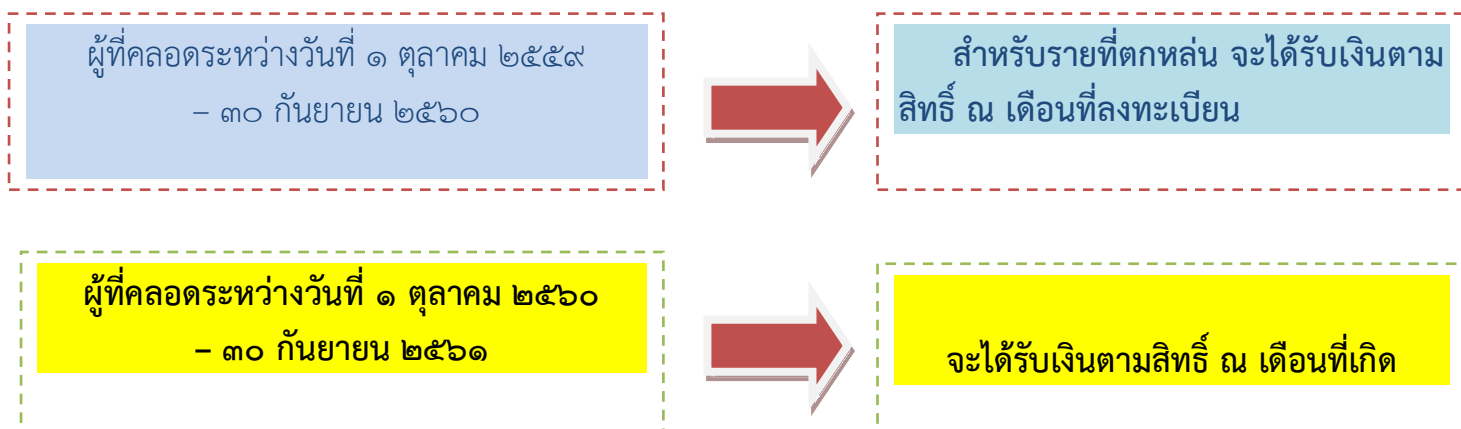 ผู้ที่คลอดระหว่างวันที่ ๑ ตุลาคม ๒๕๕๙
– ๓๐ กันยายน ๒๕๖๐
สำหรับรายที่ตกหล่น จะได้รับเงินตาม
สิทธิ์ ณ เดือนที่ลงทะเบียน
ผู้ที่คลอดระหว่างวันที่ ๑ ตุลาคม ๒๕๖๐
– ๓๐ กันยายน ๒๕๖๑
จะได้รับเงินตามสิทธิ์ ณ เดือนที่เกิด